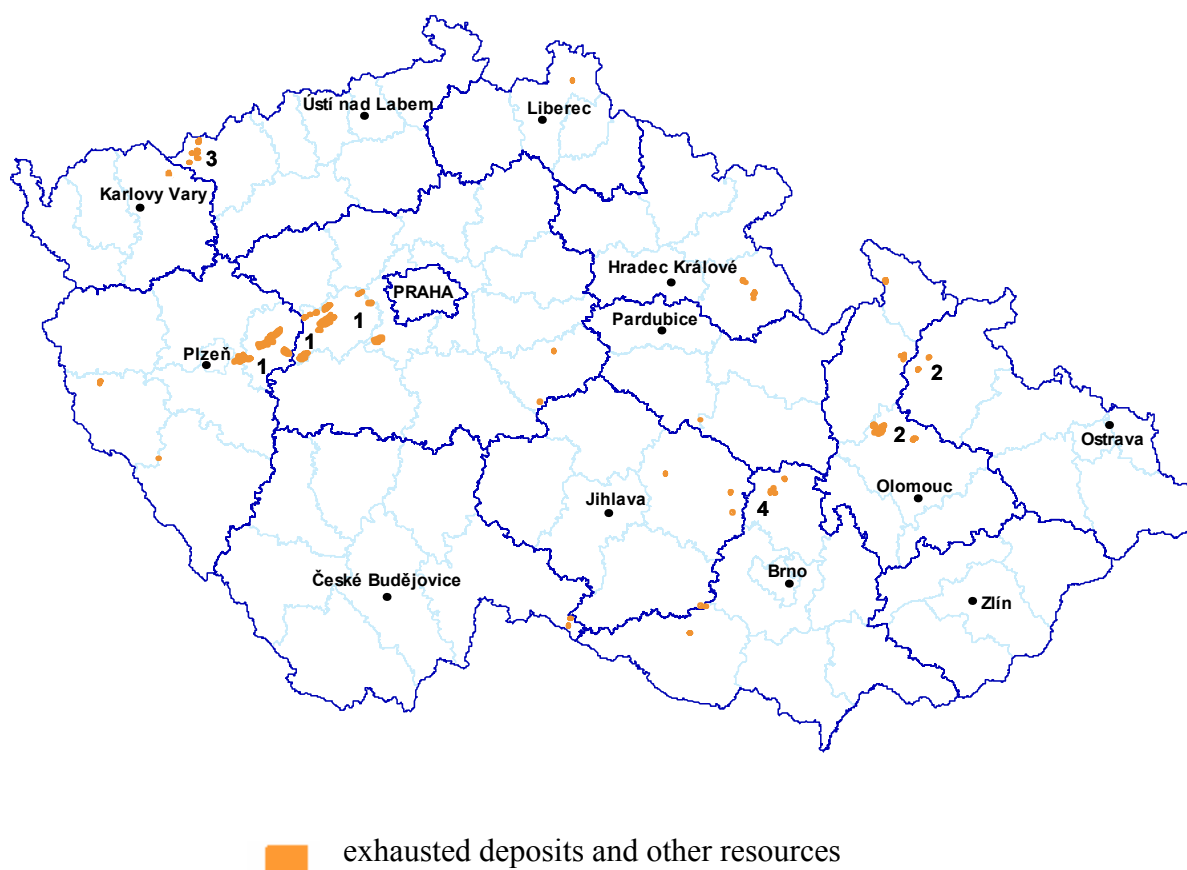 Ústí nad Labem
Liberec
3
Karlovy Vary
Hradec Králové
PRAHA
Pardubice
1
1
Plzeň
1
2
Ostrava
2
Olomouc
Jihlava
4
Brno
České Budějovice
Zlín
exhausted deposits and other resources